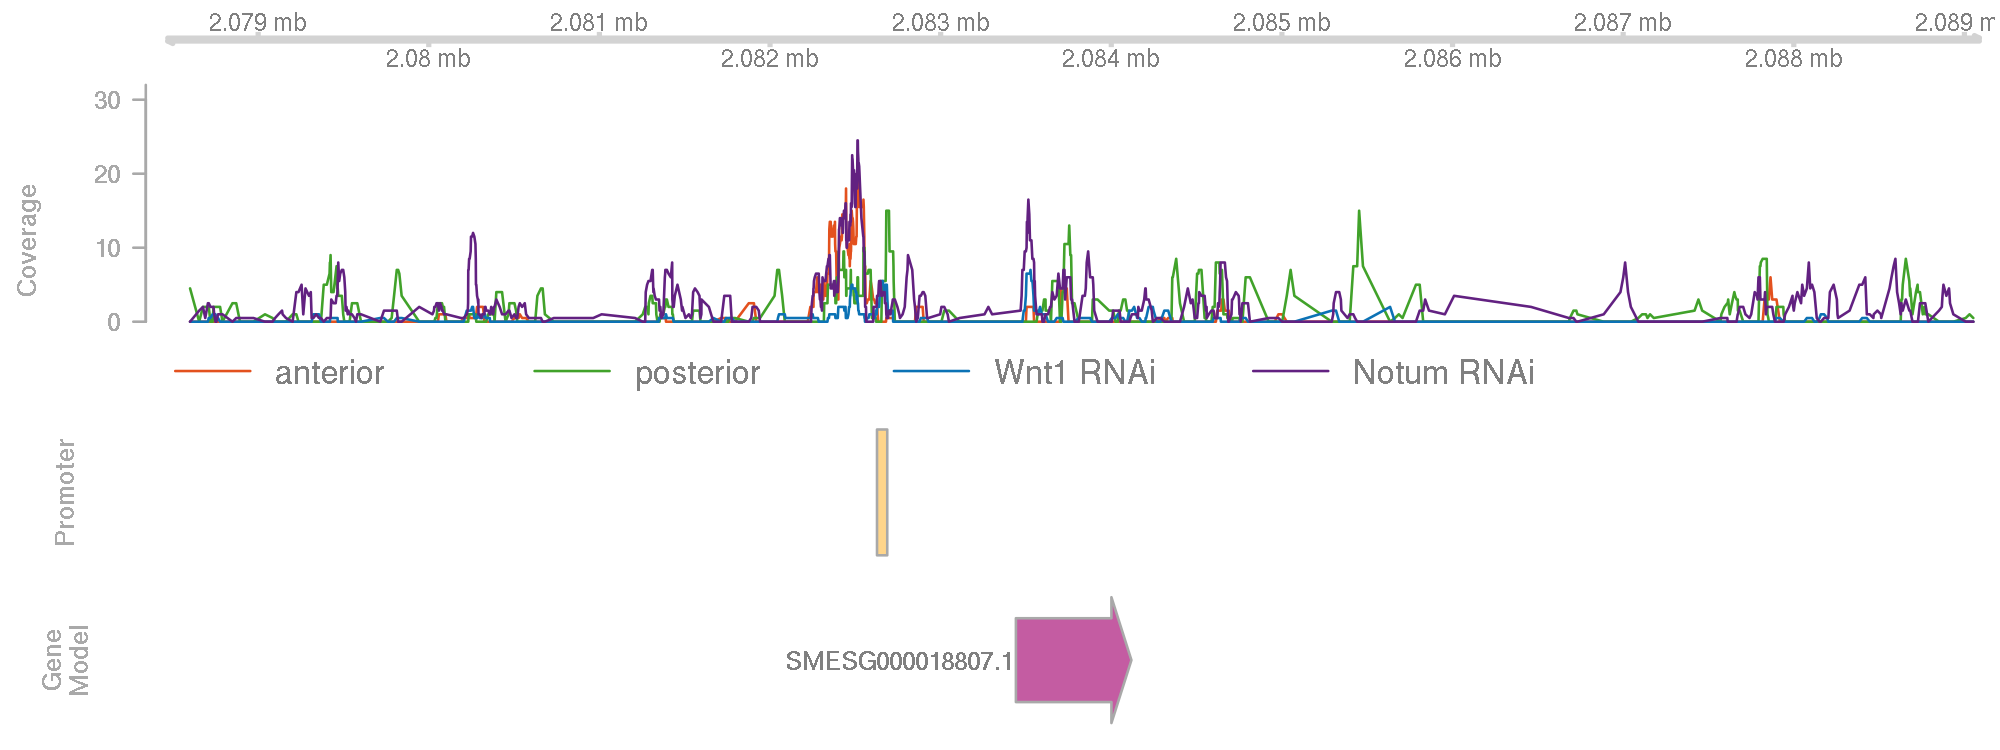 2.079 mb 2.081 mb 2.083 mb 2.085 mb 2.087 mb 2.089 m
2.08 mb 2.082 mb 2.084 mb 2.086 mb 2.088 mb
Coverage
30
20
10
0
anterior posterior Wnt1 RNAi Notum RNAi
Promoter
Gene
Model
SMESG000018807.1